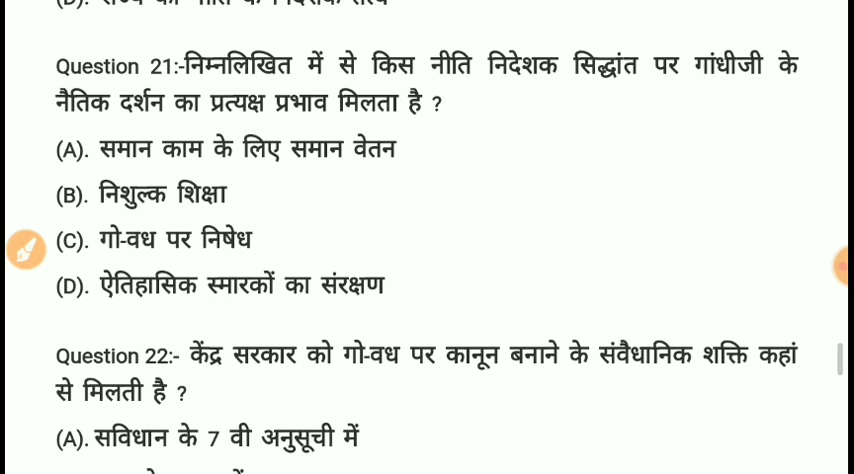 Question 21:-निम्नलिखित में से किस नीति निदेशक सिद्धांत पर गांधीजी के
नैतिक दर्शन का प्रत्यक्ष प्रभाव मिलता है ?
(A). समान काम के लिए समान वेतन
(B). निशुल्क शिक्षा
(C). गो-वध पर निषेध
(D). ऐतिहासिक स्मारकों का संरक्षण
Question 22:- केंद्र सरकार को गो-वध पर कानून बनाने के संवैधानिक शक्ति कहां
से मिलती है ?
(A). सविधान के 7 वी अनुसूची में